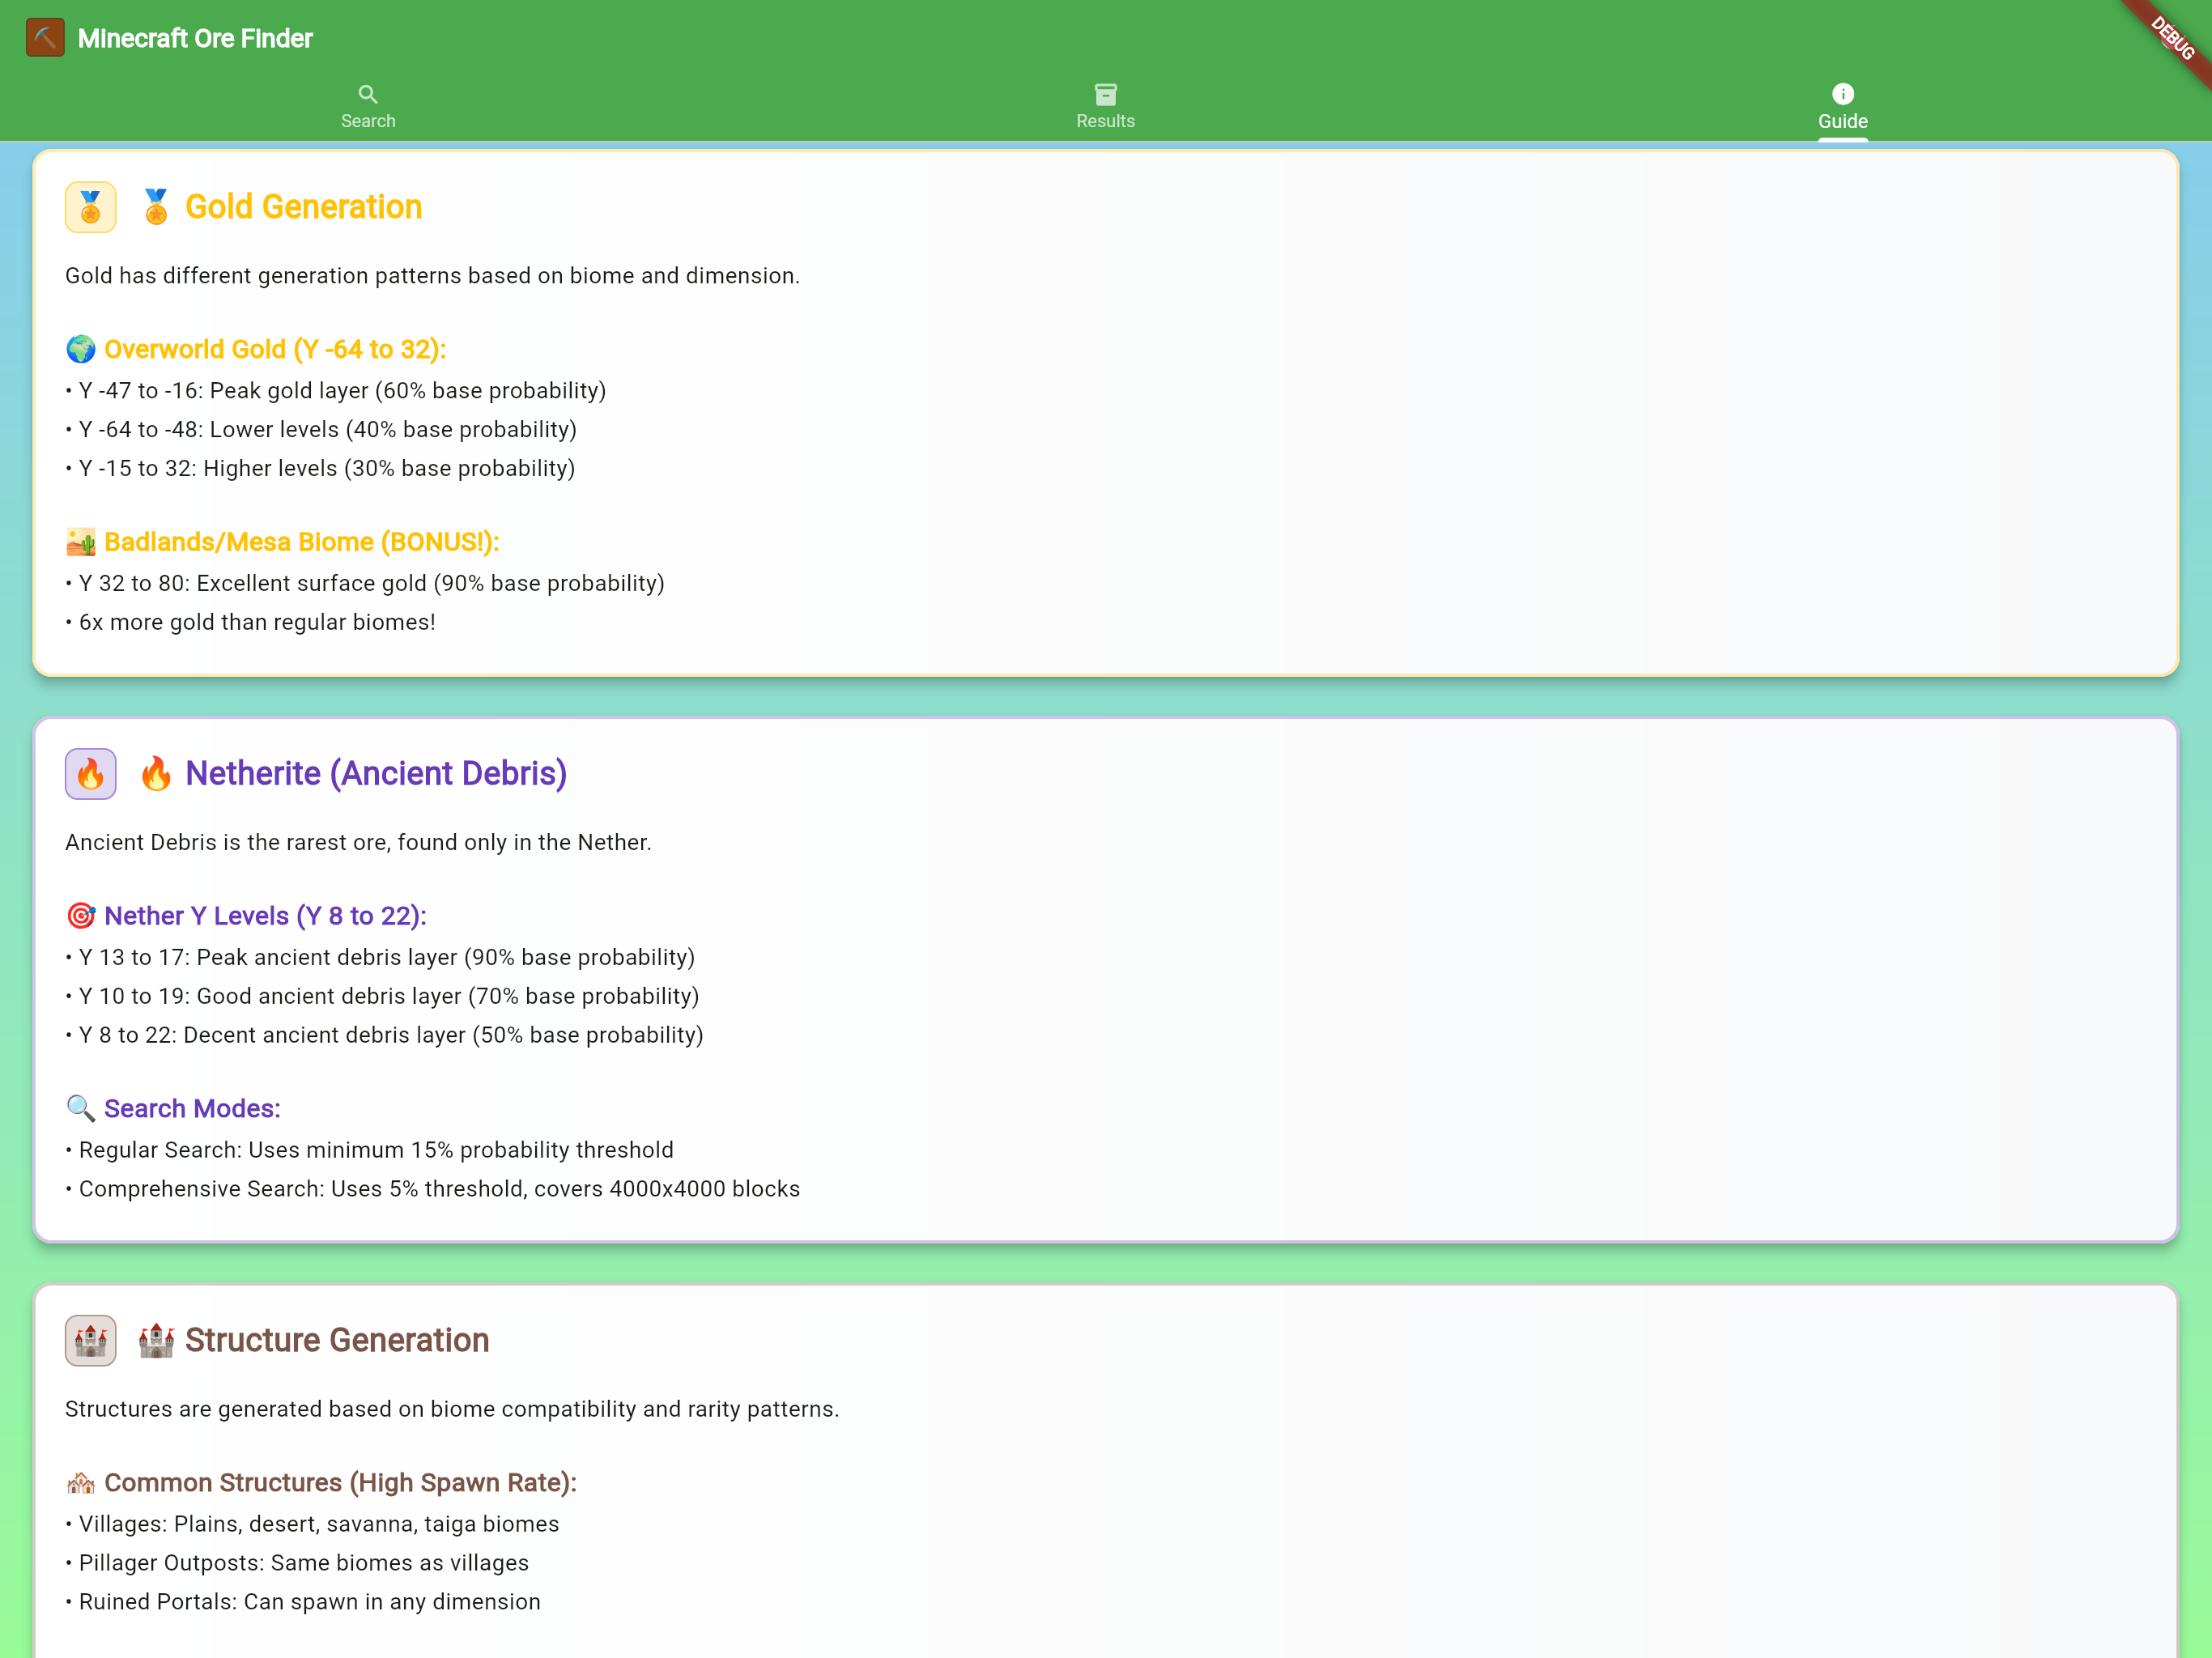 Minecraft Ore Finder
DEBUG
Search
Results
Guide
Gold Generation
Gold has different generation patterns based on biome and dimension.
Overworld Gold (Y -64 to 32):
• Y -47 to -16: Peak gold layer (60% base probability)
• Y -64 to -48: Lower levels (40% base probability)
• Y -15 to 32: Higher levels (30% base probability)
Badlands/Mesa Biome (BONUS!):
• Y 32 to 80: Excellent surface gold (90% base probability)
• 6x more gold than regular biomes!
Netherite (Ancient Debris)
Ancient Debris is the rarest ore, found only in the Nether.
Nether Y Levels (Y 8 to 22):
• Y 13 to 17: Peak ancient debris layer (90% base probability)
• Y 10 to 19: Good ancient debris layer (70% base probability)
• Y 8 to 22: Decent ancient debris layer (50% base probability)
Search Modes:
• Regular Search: Uses minimum 15% probability threshold
• Comprehensive Search: Uses 5% threshold, covers 4000x4000 blocks
Structure Generation
Structures are generated based on biome compatibility and rarity patterns.
Common Structures (High Spawn Rate):
• Villages: Plains, desert, savanna, taiga biomes
• Pillager Outposts: Same biomes as villages
• Ruined Portals: Can spawn in any dimension